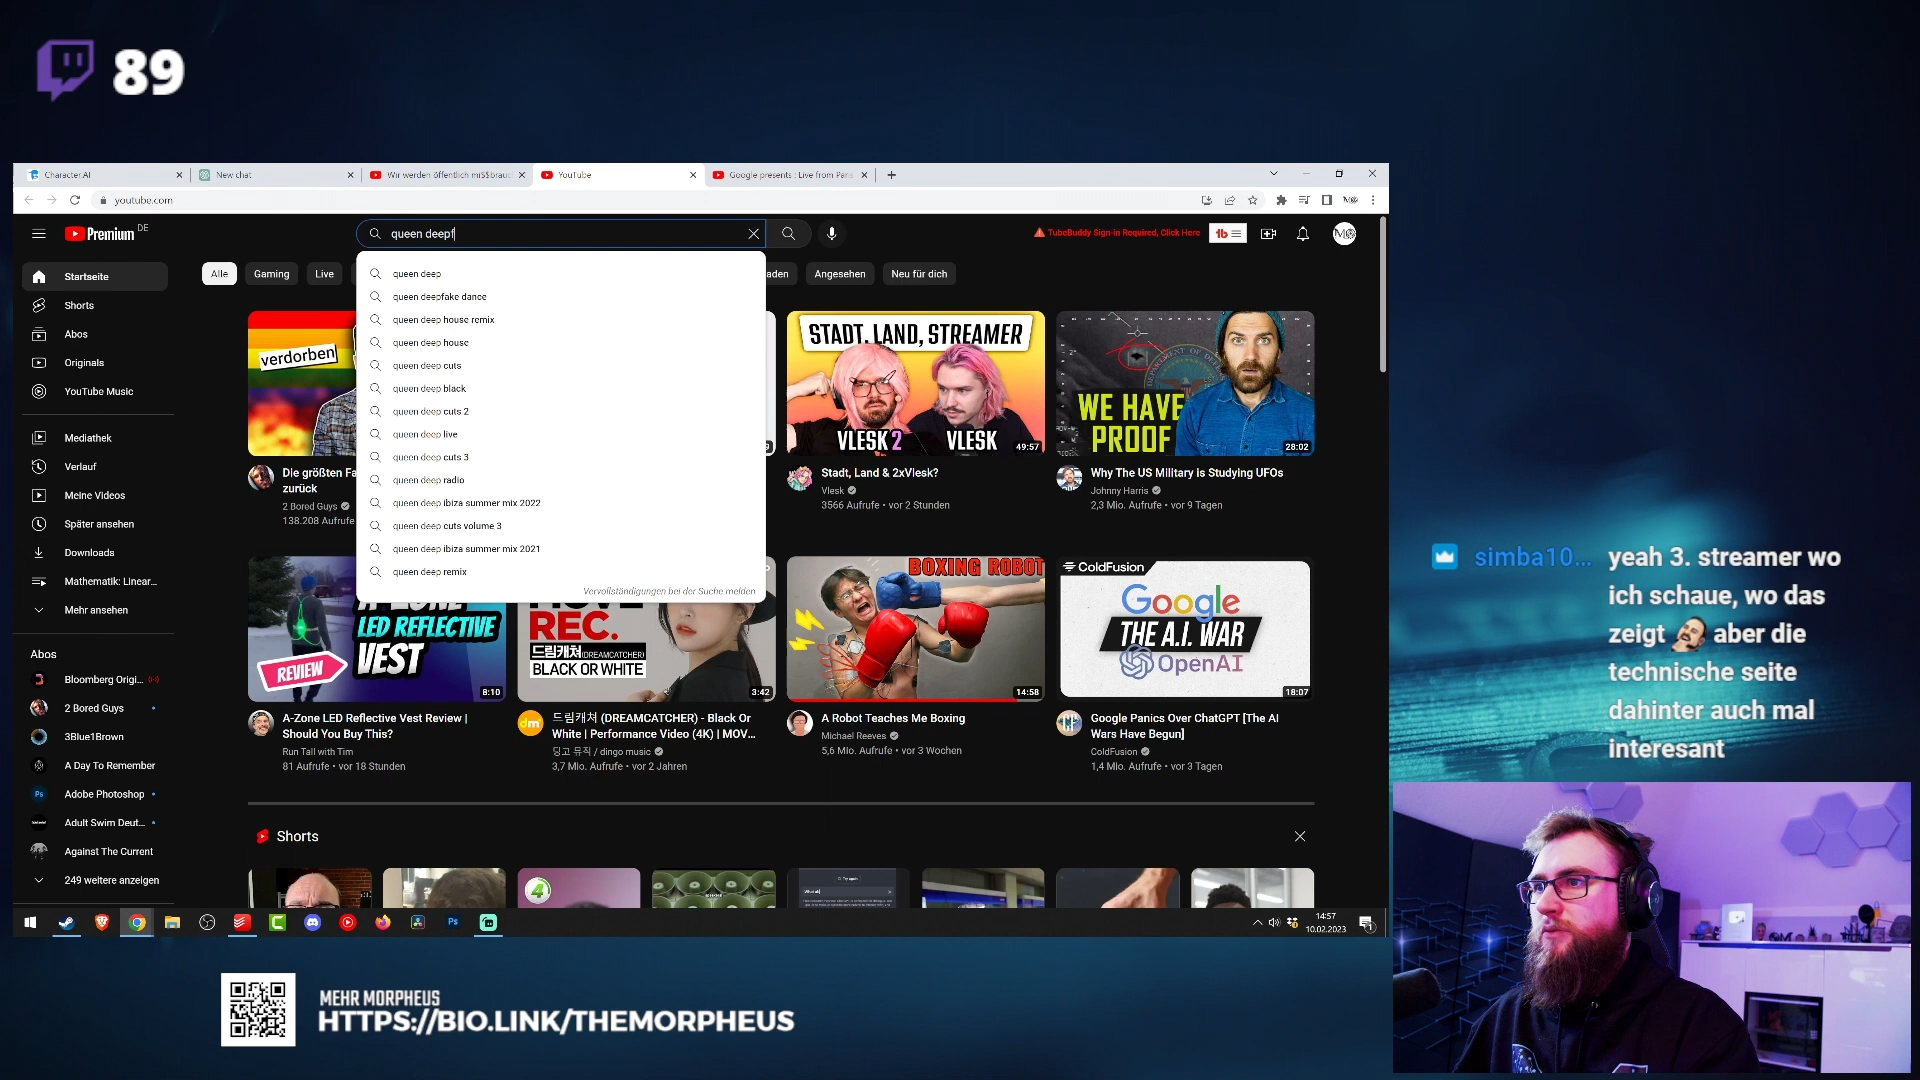 89
Character.AI
New chat
Wir werden öffentlich mi$$brauc
YouTube
Google presents : Live from Paris
youtube.com
Premium DE
queen deepf
TubeBuddy Sign-in Required, Click Here
Startseite
Shorts
Abos
Originals
YouTube Music
Mediathek
Verlauf
Meine Videos
Später ansehen
Downloads
Mathematik: Linear...
Mehr ansehen
Abos
Bloomberg Origi...
2 Bored Guys
3Blue1Brown
A Day To Remember
Adobe Photoshop
Adult Swim Deut...
Against The Current
249 weitere anzeigen
Alle
Gaming
Live
aden
Angesehen
Neu für dich
queen deep
queen deepfake dance
queen deep house remix
queen deep house
queen deep cuts
queen deep black
queen deep cuts 2
queen deep live
queen deep cuts 3
queen deep radio
queen deep ibiza summer mix 2022
queen deep cuts volume 3
queen deep ibiza summer mix 2021
queen deep remix
Vervollständigungen bei der Suche melden
verdorben
Die größten Fa
zurück
2 Bored Guys
138.208 Aufrufe
STADT, LAND, STREAMER
VLESK 2 VLESK
49:57
Stadt, Land & 2xVlesk?
Vlesk
3566 Aufrufe • vor 2 Stunden
WE HAVE
PROOF
28:02
Why The US Military is Studying UFOs
Johnny Harris
2,3 Mio. Aufrufe • vor 9 Tagen
LED REFLECTIVE
VEST
REVIEW
8:10
A-Zone LED Reflective Vest Review |
Should You Buy This?
Run Tall with Tim
81 Aufrufe • vor 18 Stunden
REC.
드림캐쳐(DREAMCATCHER)
BLACK OR WHITE
3:42
드림캐쳐 (DREAMCATCHER) - Black Or
White | Performance Video (4K) | MOV...
딩고 뮤직 / dingo music
3,7 Mio. Aufrufe • vor 2 Jahren
BOXING ROBOT
14:58
A Robot Teaches Me Boxing
Michael Reeves
5,6 Mio. Aufrufe • vor 3 Wochen
ColdFusion
Google
THE A.I. WAR
OpenAI
18:07
Google Panics Over ChatGPT [The AI
Wars Have Begun]
ColdFusion
1,4 Mio. Aufrufe • vor 3 Tagen
Shorts
14:57
10.02.2023
simba10... yeah 3. streamer wo
ich schaue, wo das
zeigt aber die
technische seite
dahinter auch mal
interesant
MEHR MORPHEUS
HTTPS://BIO.LINK/THEMORPHEUS